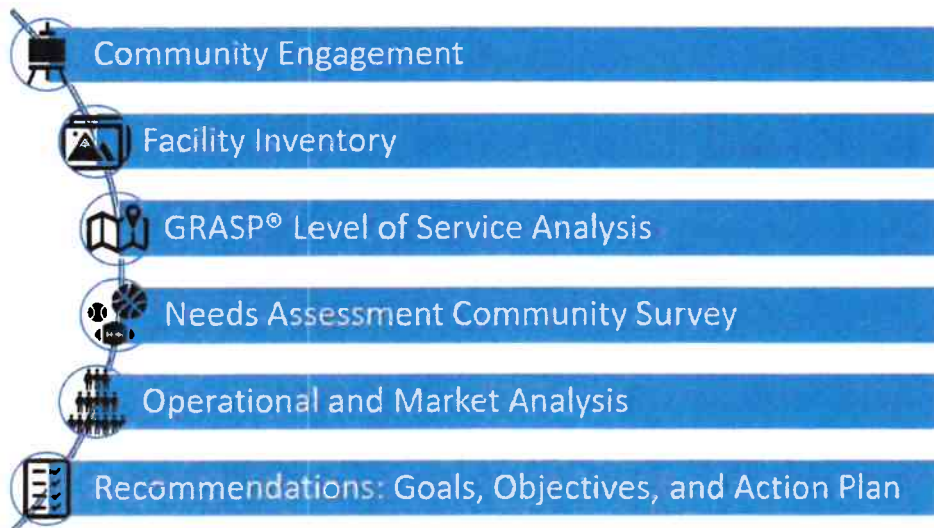 Community Engagement
Facility Inventory
GRASP® Level of Service Analysis
Needs Assessment Community Survey
Operational and Market Analysis
Recommendations: Goals, Objectives, and Action Plan